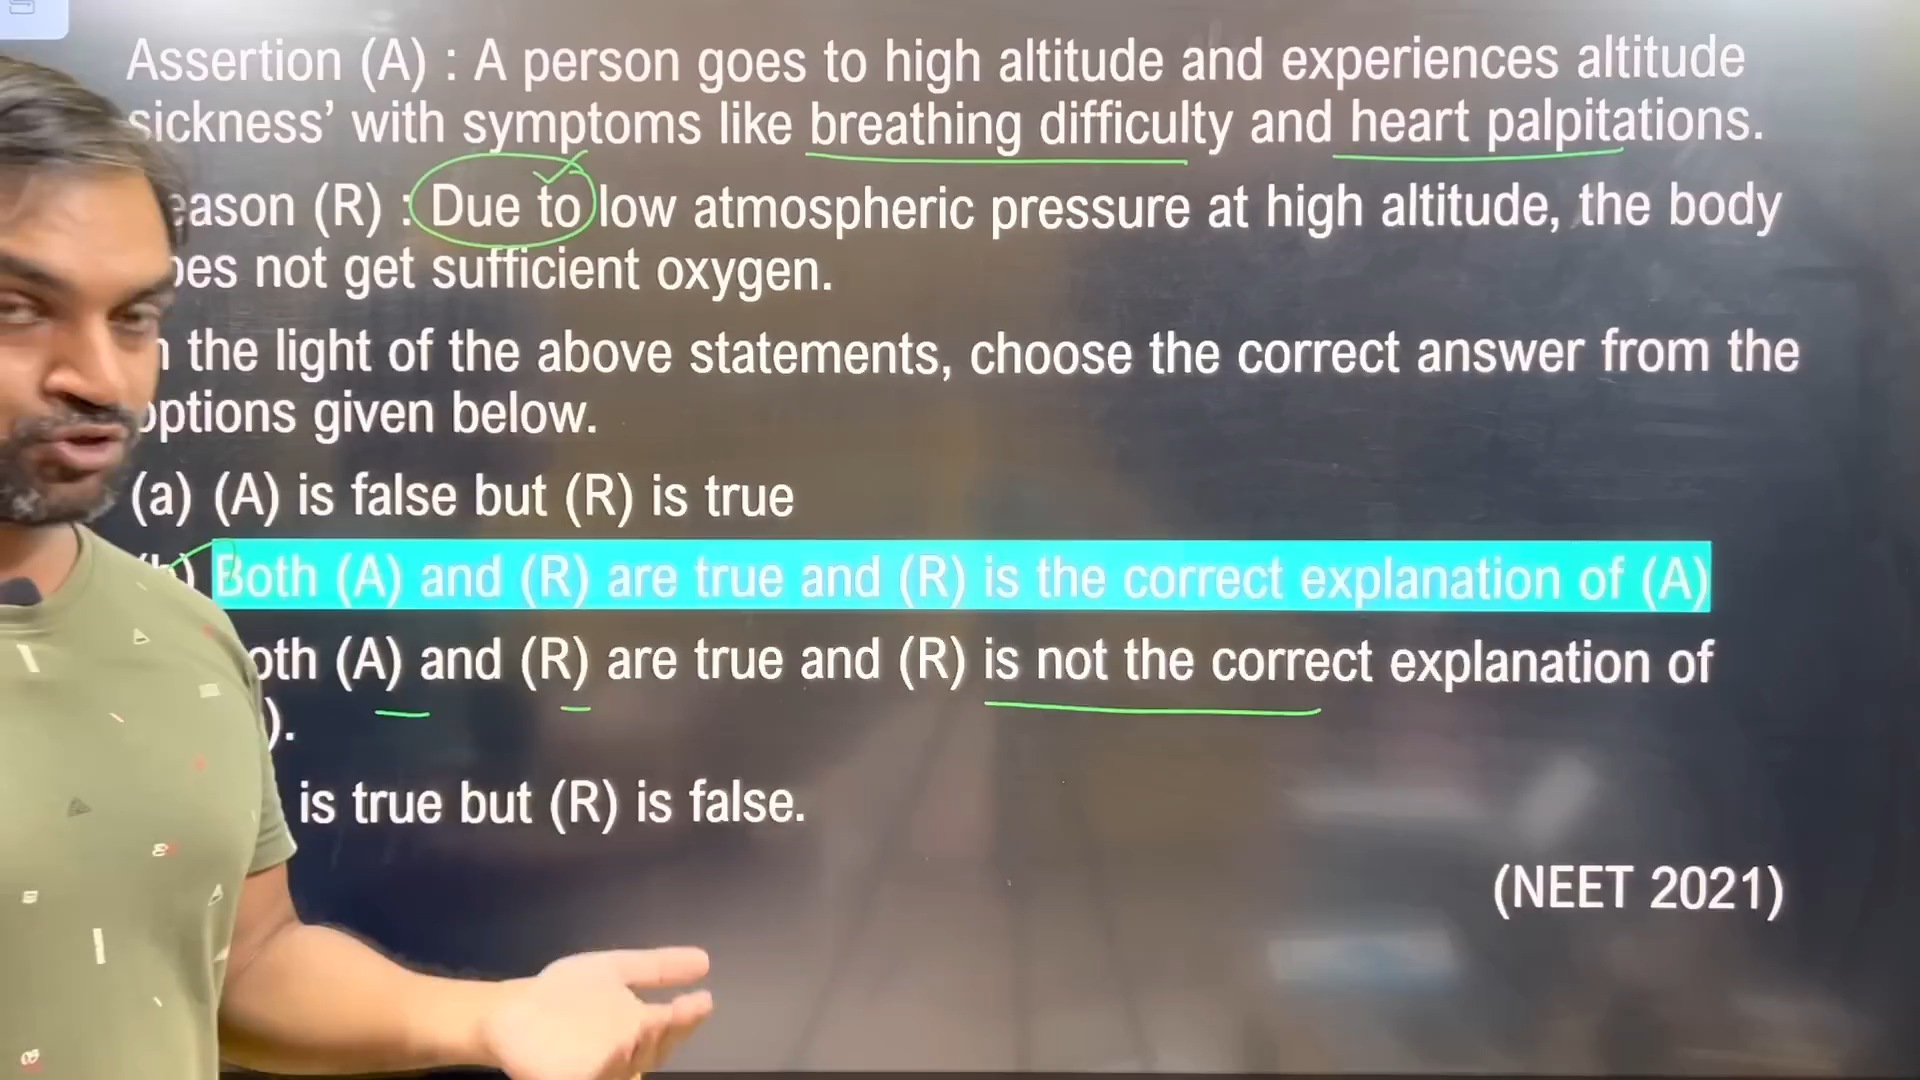 Assertion (A) : A person goes to high altitude and experiences altitude
sickness’ with symptoms like breathing difficulty and heart palpitations.
(R) : Due to low atmospheric pressure at high altitude, the body
not get sufficient oxygen.
the light of the above statements, choose the correct answer from the
options given below.
(a) (A) is false but (R) is true
Both (A) and (R) are true and (R) is the correct explanation of (A)
(A) and (R) are true and (R) is not the correct explanation of
).
is true but (R) is false.
(NEET 2021)